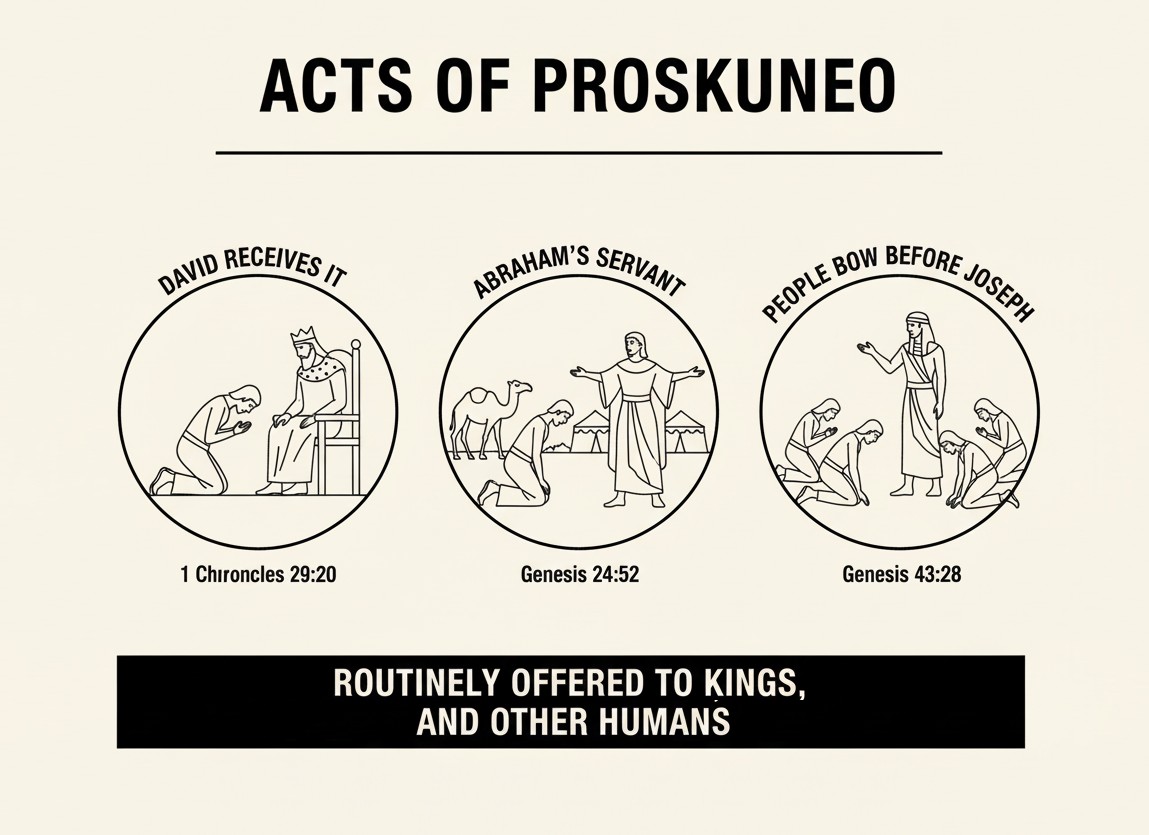 ACTS OF PROSKUNEO
DAVID RECEIVES IT
ABRAHAM'S SERVANT
PEOPLE BOW BEFORE JOSEPH
1 Chıroncles 29:20
Genesis 24:52
Genesis 43:28
ROUTINELY OFFERED TO KINGS,
AND OTHER HUMANS